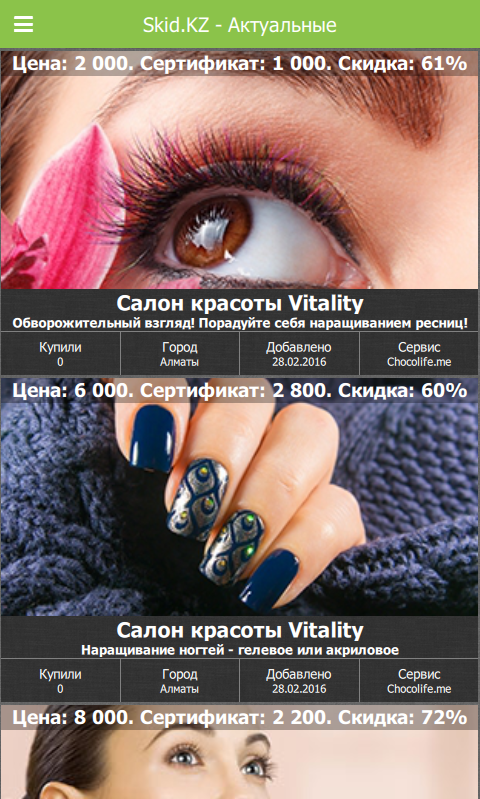 Skid.KZ - Актуальные
Цена: 2 000. Сертификат: 1 000. Скидка: 61%
Салон красоты Vitality
Обворожительный взгляд! Порадуйте себя наращиванием ресниц!
Купили Город Добавлено Сервис
0 Алматы 28.02.2016 Chocolife.me
Цена: 6 000. Сертификат: 2 800. Скидка: 60%
Салон красоты Vitality
Наращивание ногтей - гелевое или акриловое
Купили Город Добавлено Сервис
0 Алматы 28.02.2016 Chocolife.me
Цена: 8 000. Сертификат: 2 200. Скидка: 72%